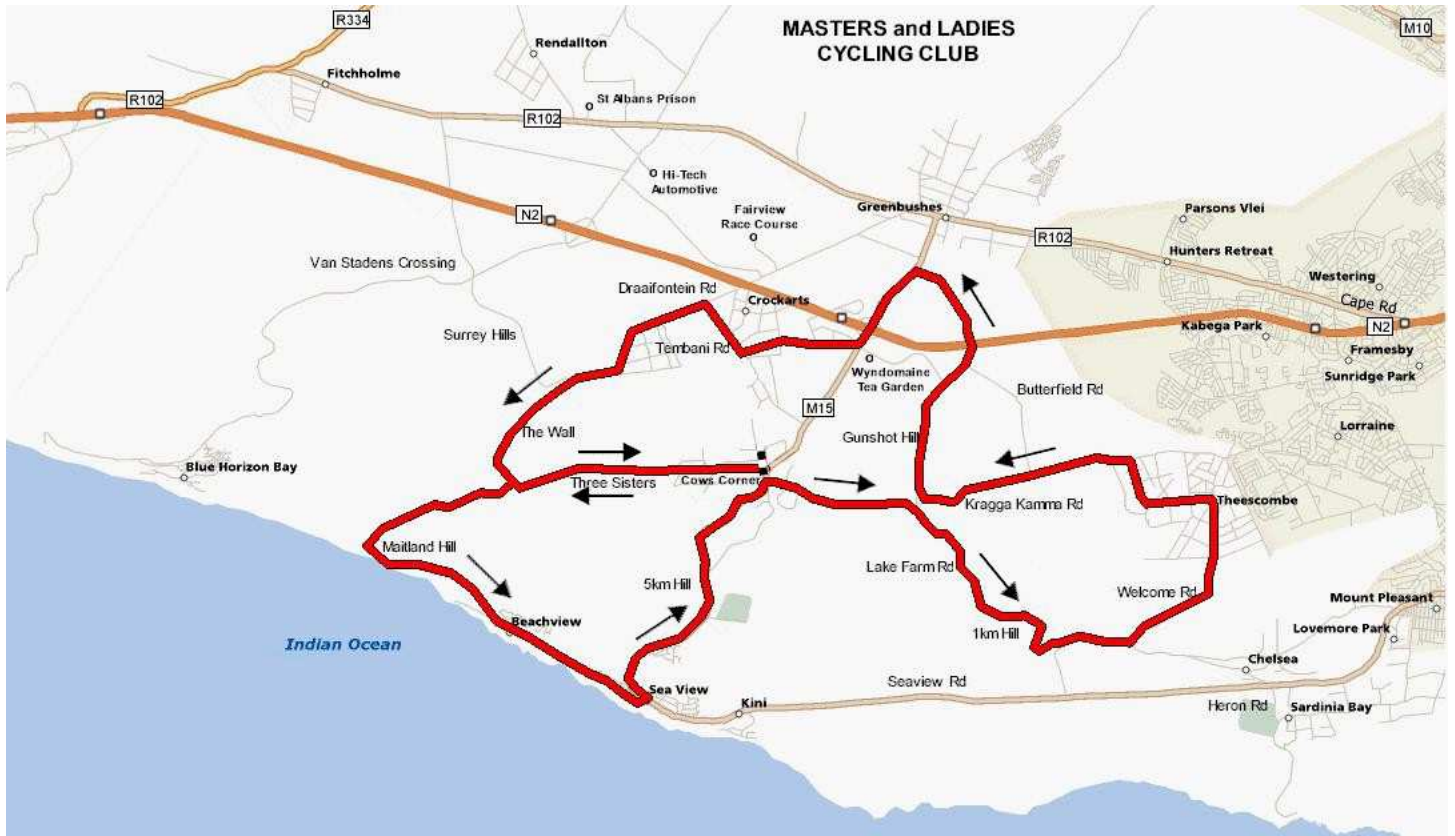 MASTERS and LADIES
CYCLING CLUB
R334
M10
Rendallton
Fitchholme
R102
St Albans Prison
R102
Hi-Tech
Automotive
Fairview
Race Course
Greenbushes
Parsons Vlei
N2
R102
Hunters Retreat
Van Stadens Crossing
Westering
Draaifontein Rd
Crockarts
Cape Rd
Kabega Park
N2
Surrey Hills
Tembani Rd
Framesby
Wyndomaine
Tea Garden
Sunridge Park
Butterfield Rd
M15
The Wall
Gunshot Hill
Lorraine
Blue Horizon Bay
Three Sisters
Cows Corner
Kragga Kamma Rd
Theescombe
Maitland Hill
Lake Farm Rd
5km Hill
Welcome Rd
Mount Pleasant
Beachview
1km Hill
Lovemore Park
Indian Ocean
Chelsea
Seaview Rd
Sea View
Kini
Heron Rd
Sardinia Bay